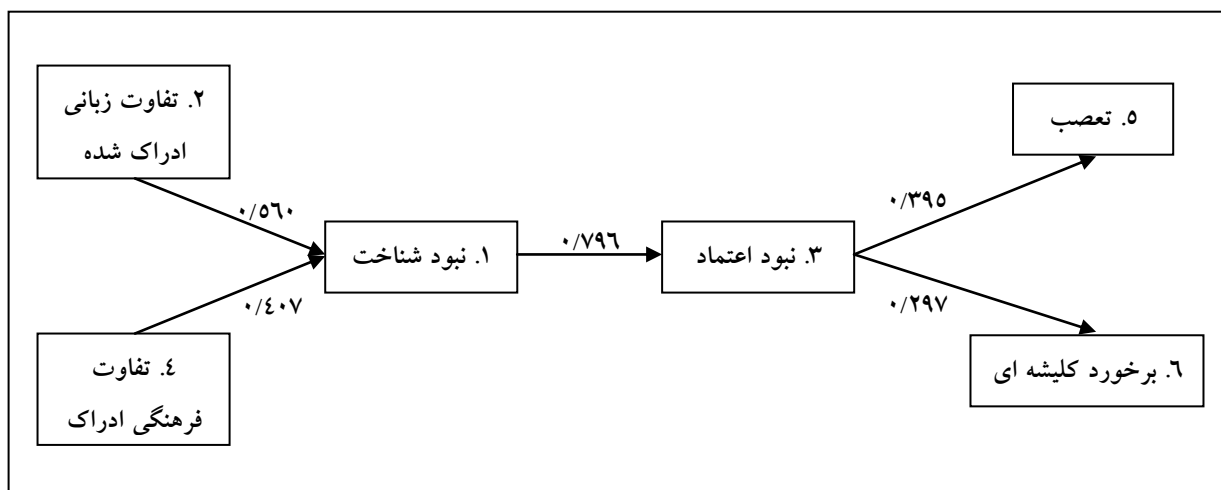 ۲. تفاوت زبانی
ادراک شده
۵. تعصب
۰/۵۶۰
۰/۳۹۵
۱. نبود شناخت
۰/۷۹۶
۳. نبود اعتماد
۰/۴۰۷
۰/۲۹۷
۴. تفاوت
فرهنگی ادراک
۶. برخورد کلیشه ای